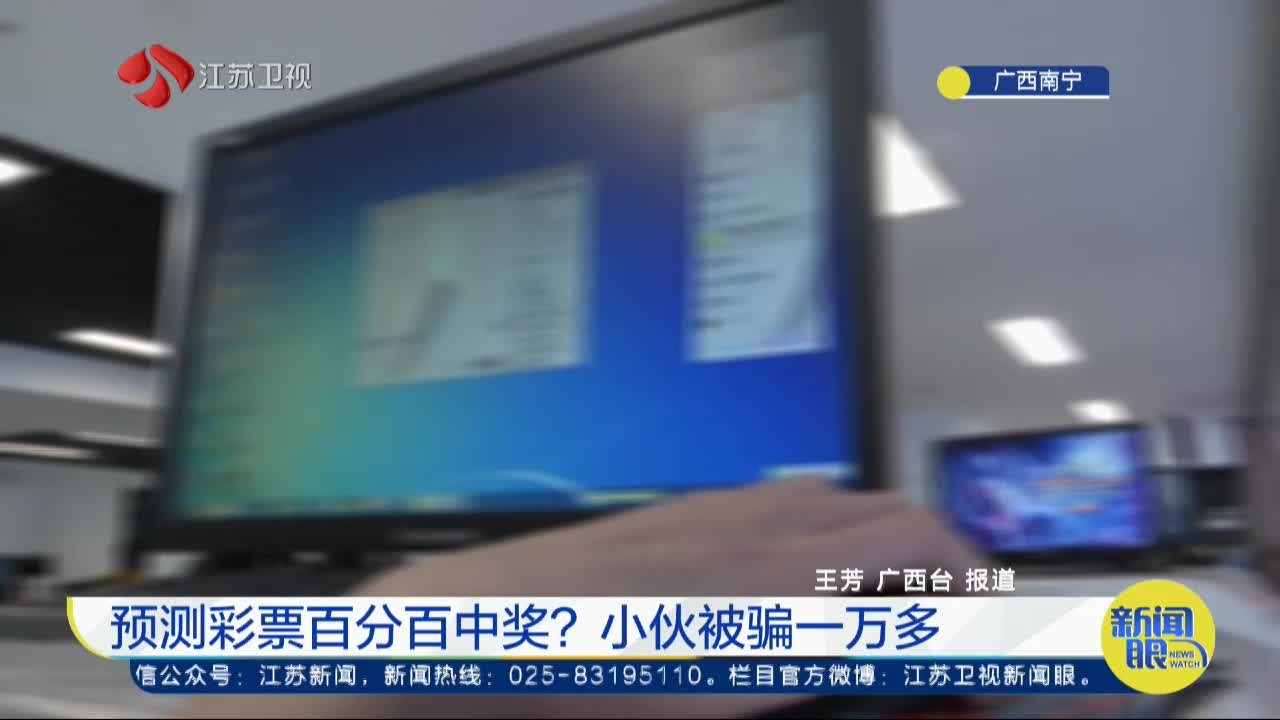 江苏卫视
广西南宁
王芳 广西台 报道
预测彩票百分百中奖？小伙被骗一万多
新闻眼
NEWS WATCH
信公众号：江苏新闻，新闻热线：025-83195110。栏目官方微博：江苏卫视新闻眼。